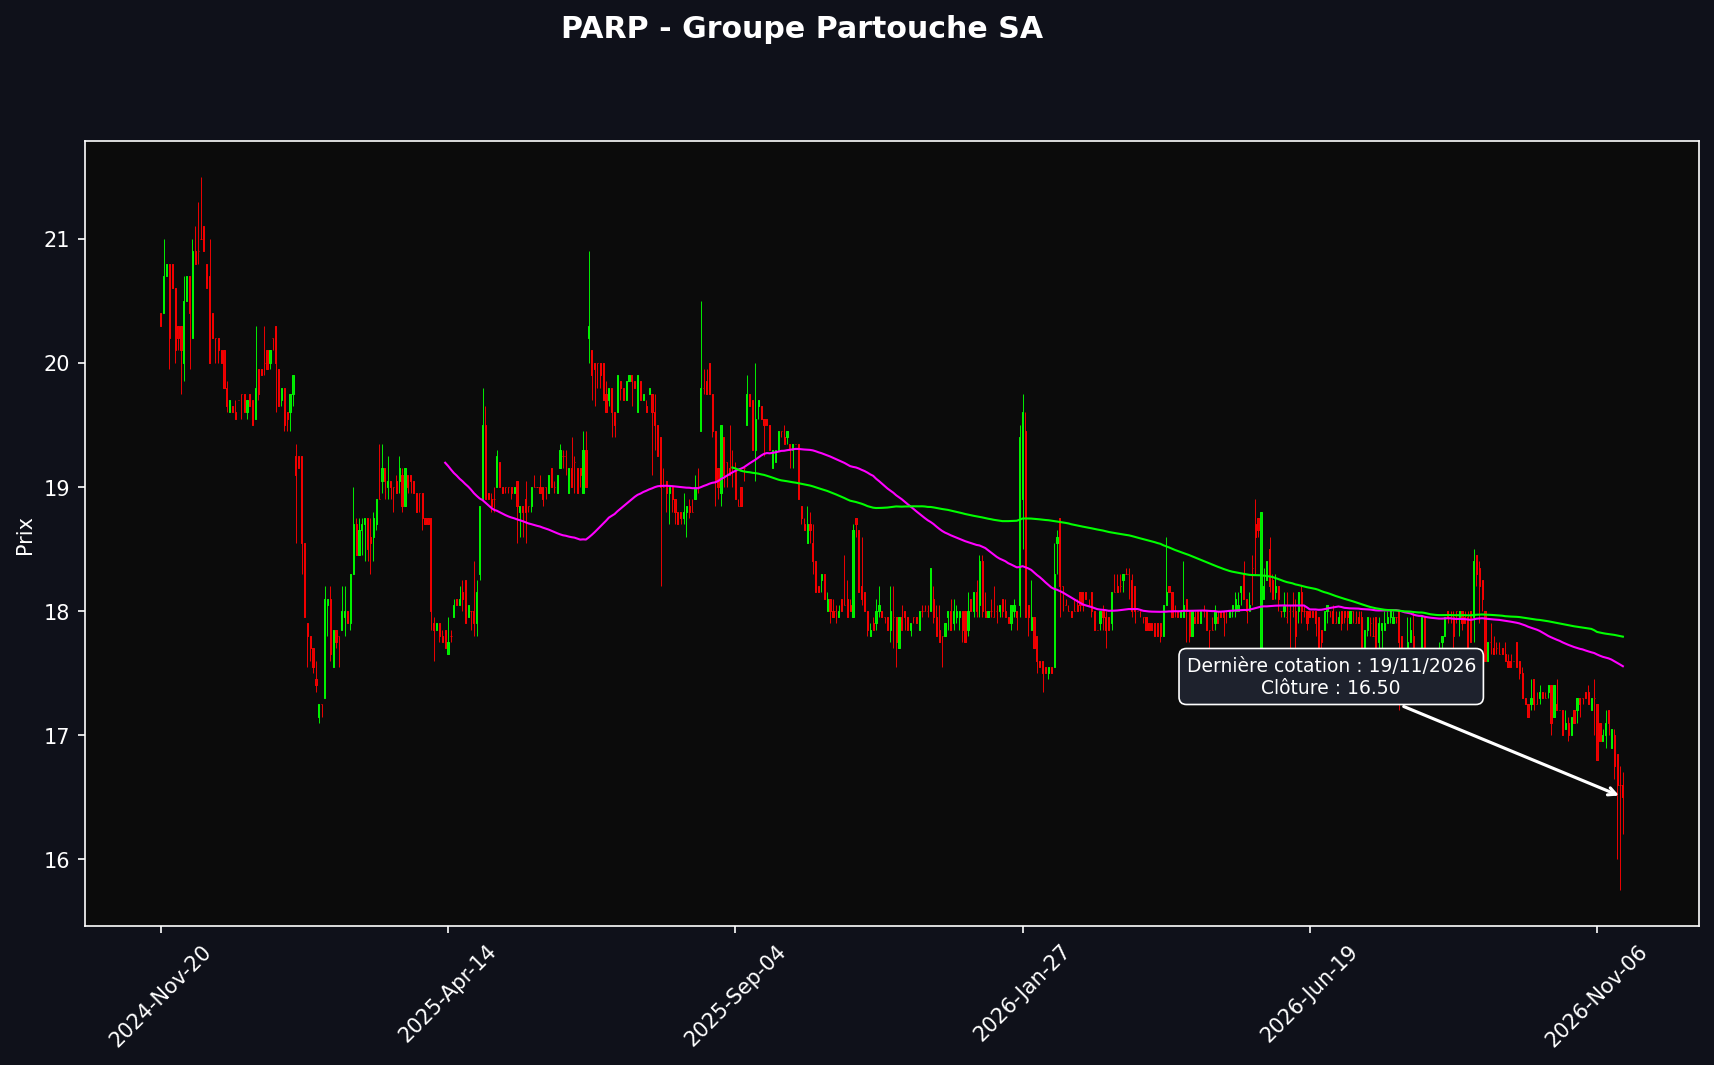 PARP - Groupe Partouche SA
Prix
21
20
19
18
17
16
Dernière cotation : 19/11/2026
Clôture : 16.50
2024-Nov-20
2025-Apr-14
2025-Sep-04
2026-Jan-27
2026-Jun-19
2026-Nov-06